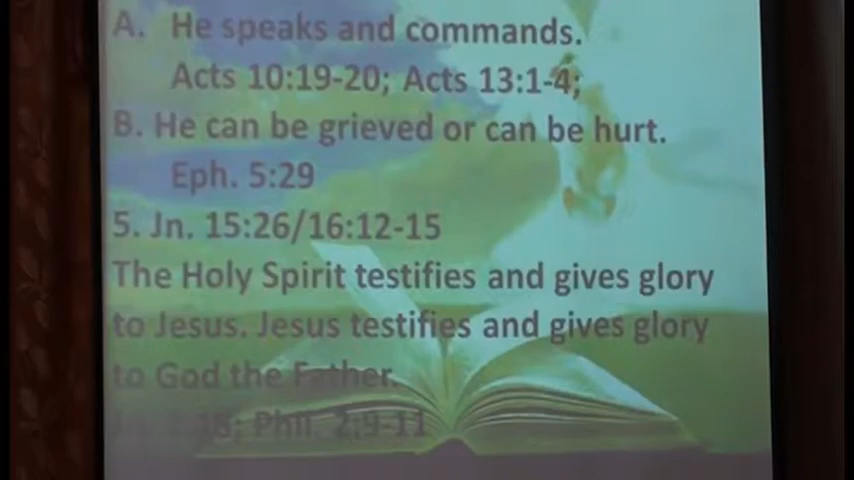 A. He speaks and commands.
Acts 10:19-20; Acts 13:1-4;
B. He can be grieved or can be hurt.
Eph. 5:29
5. Jn. 15:26/16:12-15
The Holy Spirit testifies and gives glory
to Jesus. Jesus testifies and gives glory
to God the Father.
Phil. 2;9-11